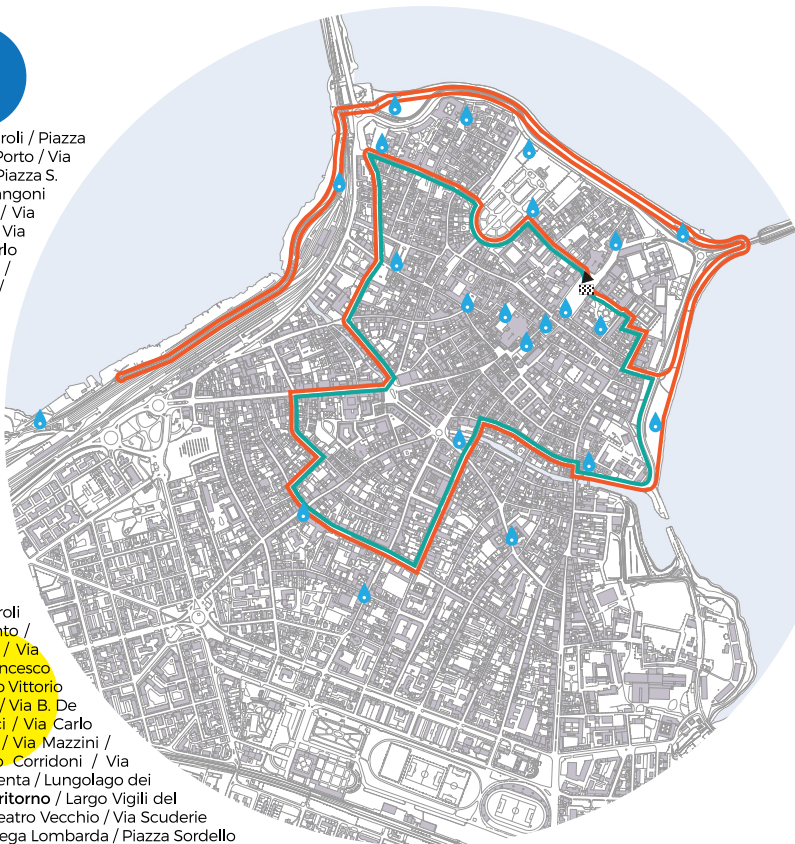 roli / Piazza
Porto / Via
Piazza S.
angoni
/ Via
Via
rlo
/
/
roli
nto /
/ Via
ncesco
o Vittorio
/ Via B. De
ci / Via Carlo
/ Via Mazzini /
o Corridoni / Via
enta / Lungolago dei
ritorno / Largo Vigili del
eatro Vecchio / Via Scuderie
ega Lombarda / Piazza Sordello